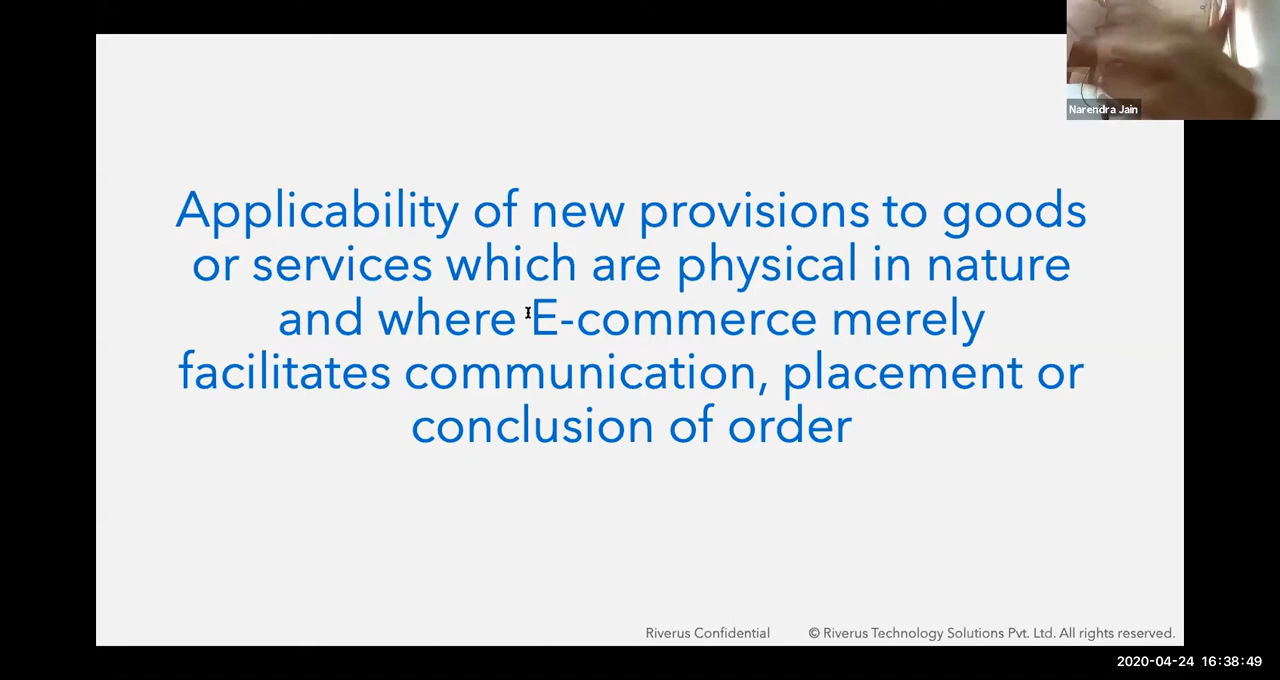 Narendra Jain
Applicability of new provisions to goods
or services which are physical in nature
and where E-commerce merely
facilitates communication, placement or
conclusion of order
Riverus Confidential © Riverus Technology Solutions Pvt. Ltd. All rights reserved.
2020-04-24 16:38:49